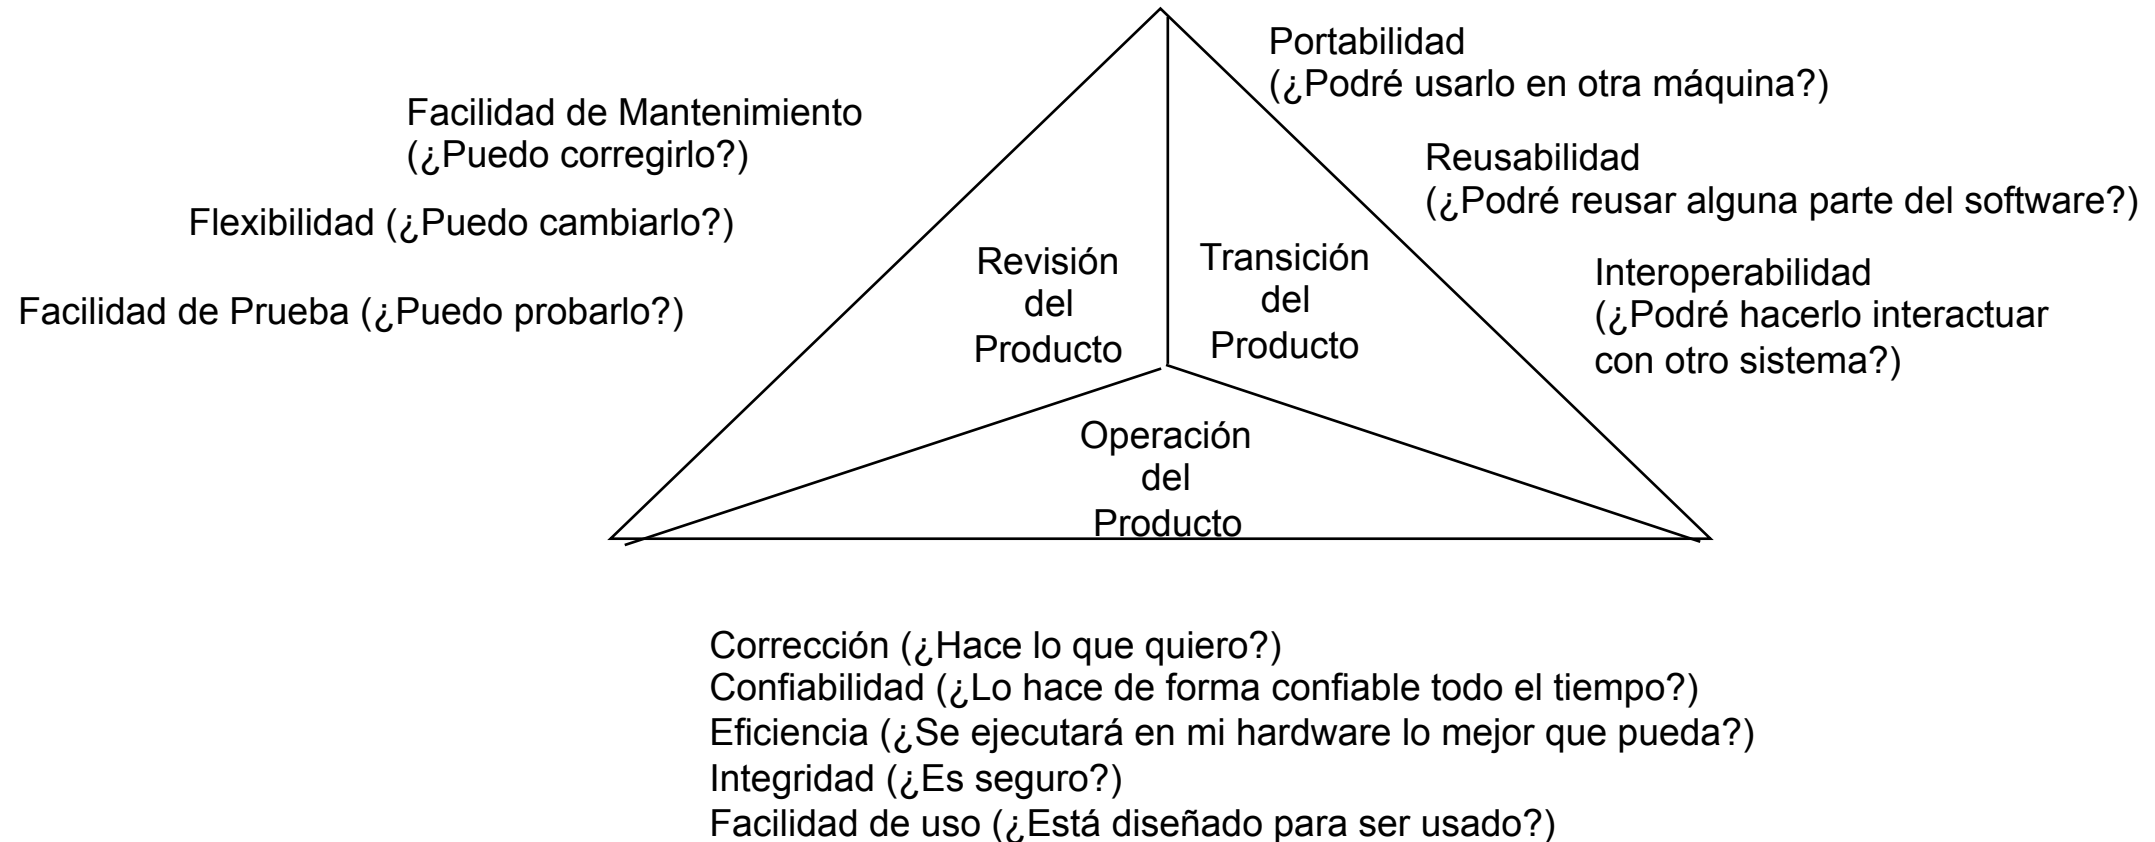 Facilidad de Mantenimiento
(¿Puedo corregirlo?)
Flexibilidad (¿Puedo cambiarlo?)
Facilidad de Prueba (¿Puedo probarlo?)
Revisión
del
Producto
Transición
del
Producto
Portabilidad
(¿Podré usarlo en otra máquina?)
Reusabilidad
(¿Podré reusar alguna parte del software?)
Interoperabilidad
(¿Podré hacerlo interactuar
con otro sistema?)
Operación
del
Producto
Corrección (¿Hace lo que quiero?)
Confiabilidad (¿Lo hace de forma confiable todo el tiempo?)
Eficiencia (¿Se ejecutará en mi hardware lo mejor que pueda?)
Integridad (¿Es seguro?)
Facilidad de uso (¿Está diseñado para ser usado?)